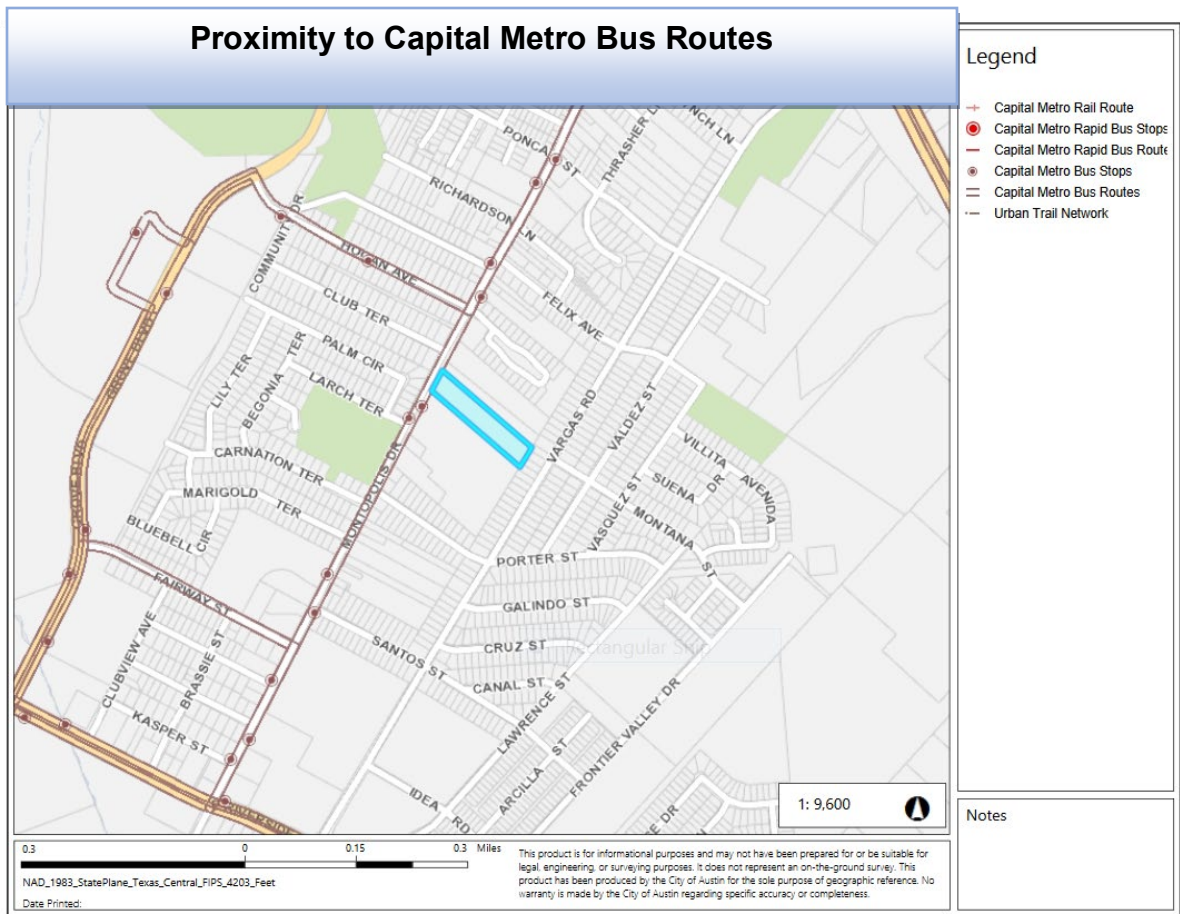 Proximity to Capital Metro Bus Routes
Legend
Capital Metro Rail Route
Capital Metro Rapid Bus Stops
Capital Metro Rapid Bus Route
Capital Metro Bus Stops
Capital Metro Bus Routes
Urban Trail Network
PONCA ST
THRASHER LN
RICHARDSON LN
COMMUNITY DR
HOGAN AVE
CLUB TER
FELIX AVE
PALM CIR
LARCH TER
LILY TER
BEGONIA TER
GROVE BLVD
VARGAS RD
VALDEZ ST
CARNATION TER
MARIGOLD TER
MONTOPOLIS DR
VILLITA AVENIDA
SUENA DR
VASQUEZ ST
MONTANA ST
BLUEBELL CIR
GROVE BLVD
PORTER ST
FAIRWAY ST
GALINDO ST
CRUZ ST
SANTOS ST
CANAL ST
CLUBVIEW AVE
BRASSIE ST
LAWRENCE ST
KASPER ST
ARCILLA ST
FRONTIER VALLEY DR
IDEA RD
RIVERSIDE
1: 9,600
Notes
0.3 0 0.15 0.3 Miles
NAD_1983_StatePlane_Texas_Central_FIPS_4203_Feet
Date Printed:
This product is for informational purposes and may not have been prepared for or be suitable for
legal, engineering, or surveying purposes. It does not represent an on-the-ground survey. This
product has been produced by the City of Austin for the sole purpose of geographic reference. No
warranty is made by the City of Austin regarding specific accuracy or completeness.